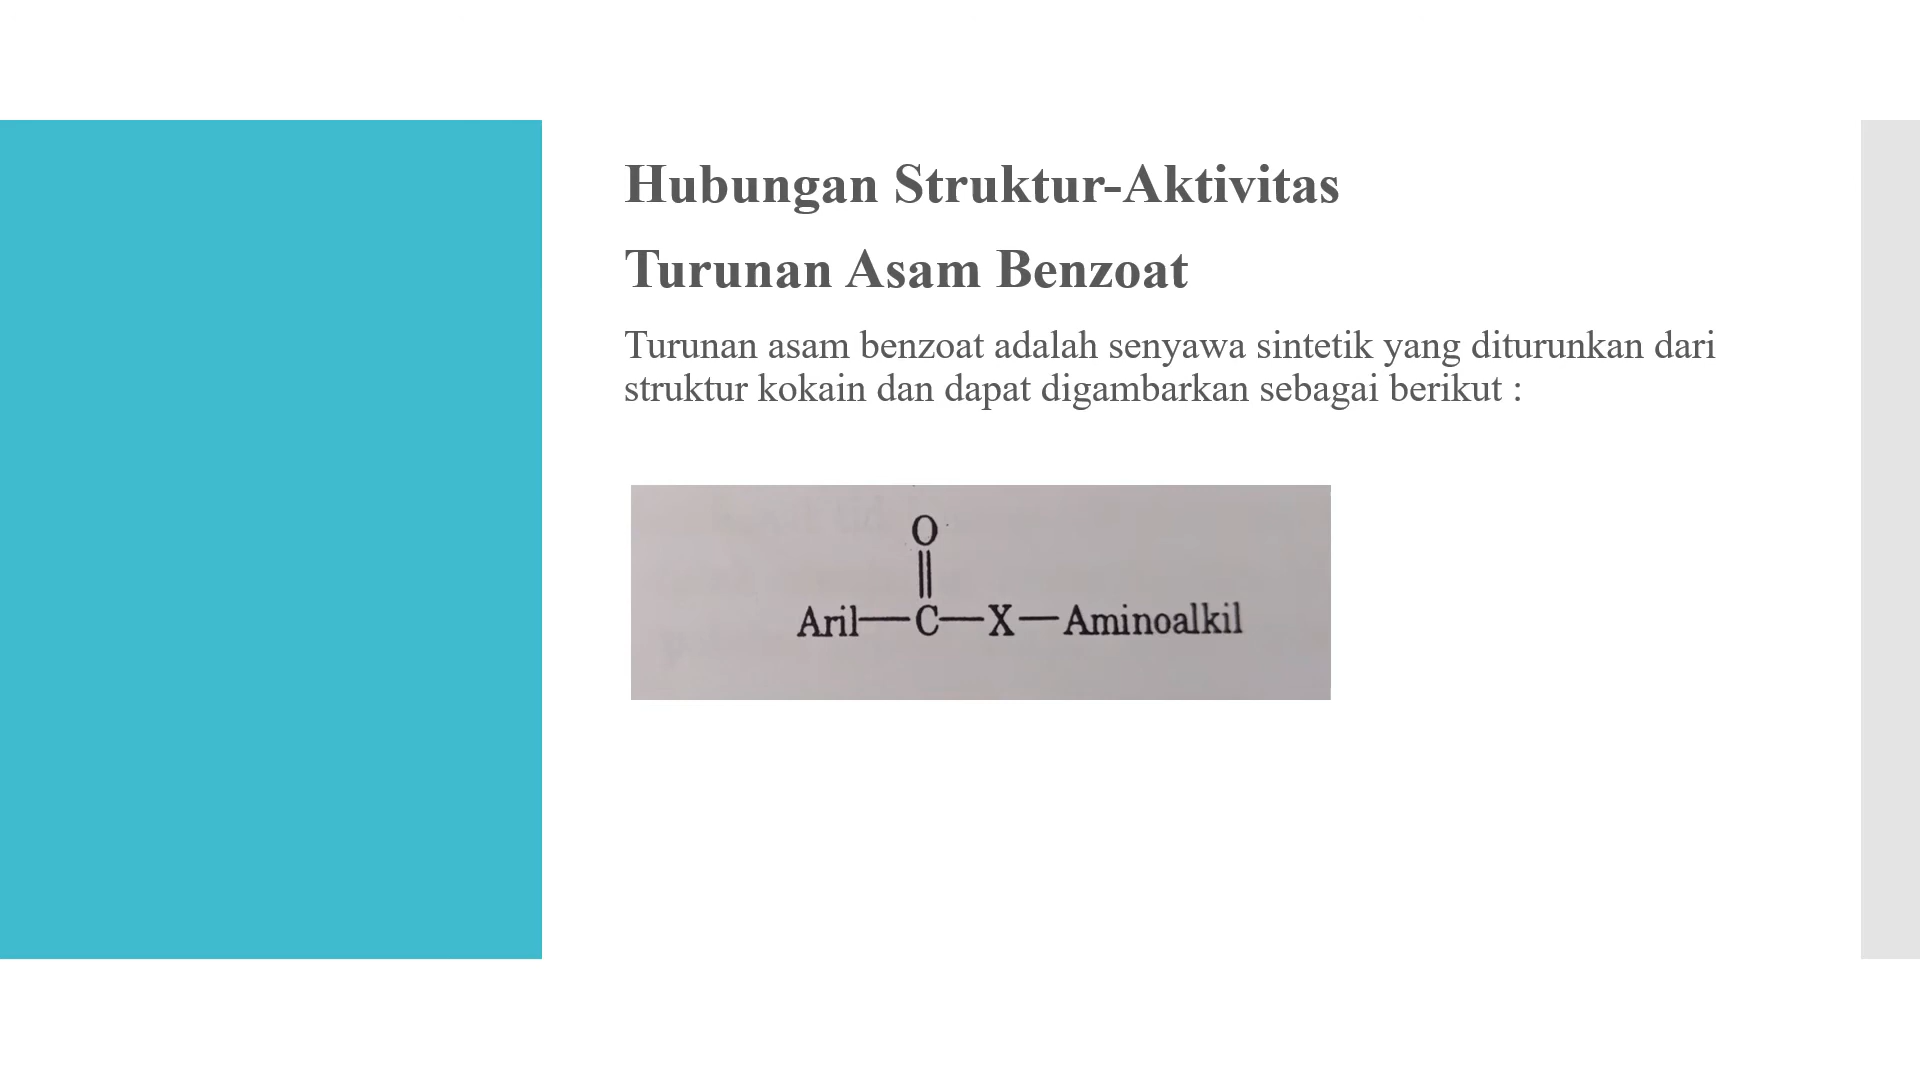 Hubungan Struktur-Aktivitas
Turunan Asam Benzoat
Turunan asam benzoat adalah senyawa sintetik yang diturunkan dari
struktur kokain dan dapat digambarkan sebagai berikut :
O
Aril—C—X—Aminoalkil